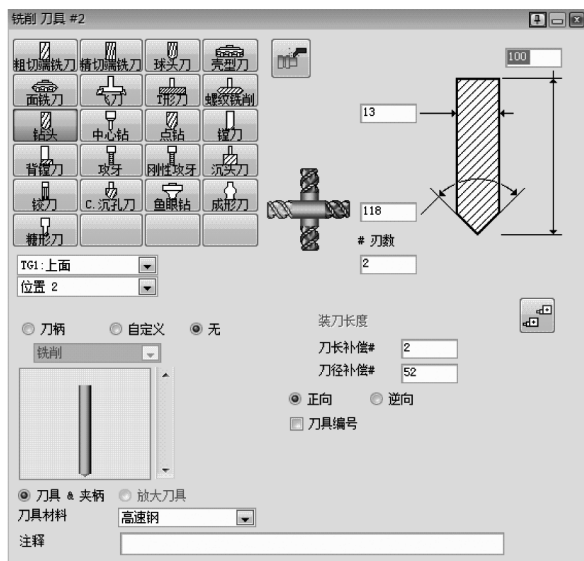 铣削 刀具 #2
粗切端铣刀 精切端铣刀 球头刀 壳型刀
面铣刀 飞刀 T形刀 螺纹铣削
钻头 中心钻 点钻 镗刀
背镗刀 攻牙 刚性攻牙 沉头刀
铰刀 C.沉孔刀 鱼眼钻 成形刀
糖形刀
100
13
118
# 刃数
2
TG1:上面
位置 2
刀柄 自定义 无
铣削
装刀长度
刀长补偿# 2
刀径补偿# 52
正向 逆向
刀具编号
刀具 & 夹柄 放大刀具
刀具材料 高速钢
注释